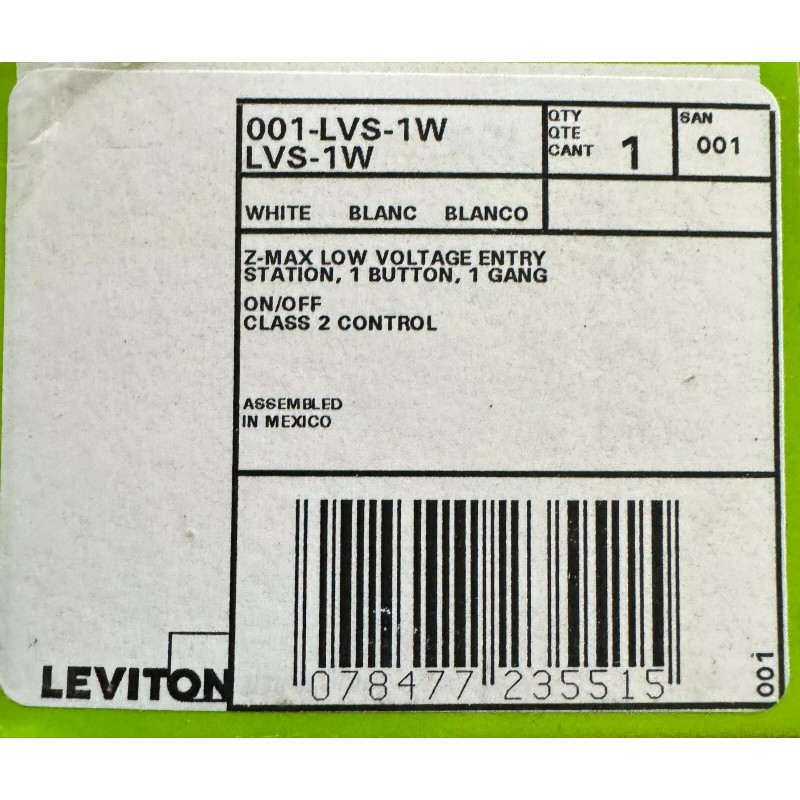 001-LVS-1W
LVS-1W
QTY
QTE
CANT 1
SAN
001
WHITE BLANC BLANCO
Z-MAX LOW VOLTAGE ENTRY
STATION, 1 BUTTON, 1 GANG
ON/OFF
CLASS 2 CONTROL
ASSEMBLED
IN MEXICO
LEVITON
078477 235515
001